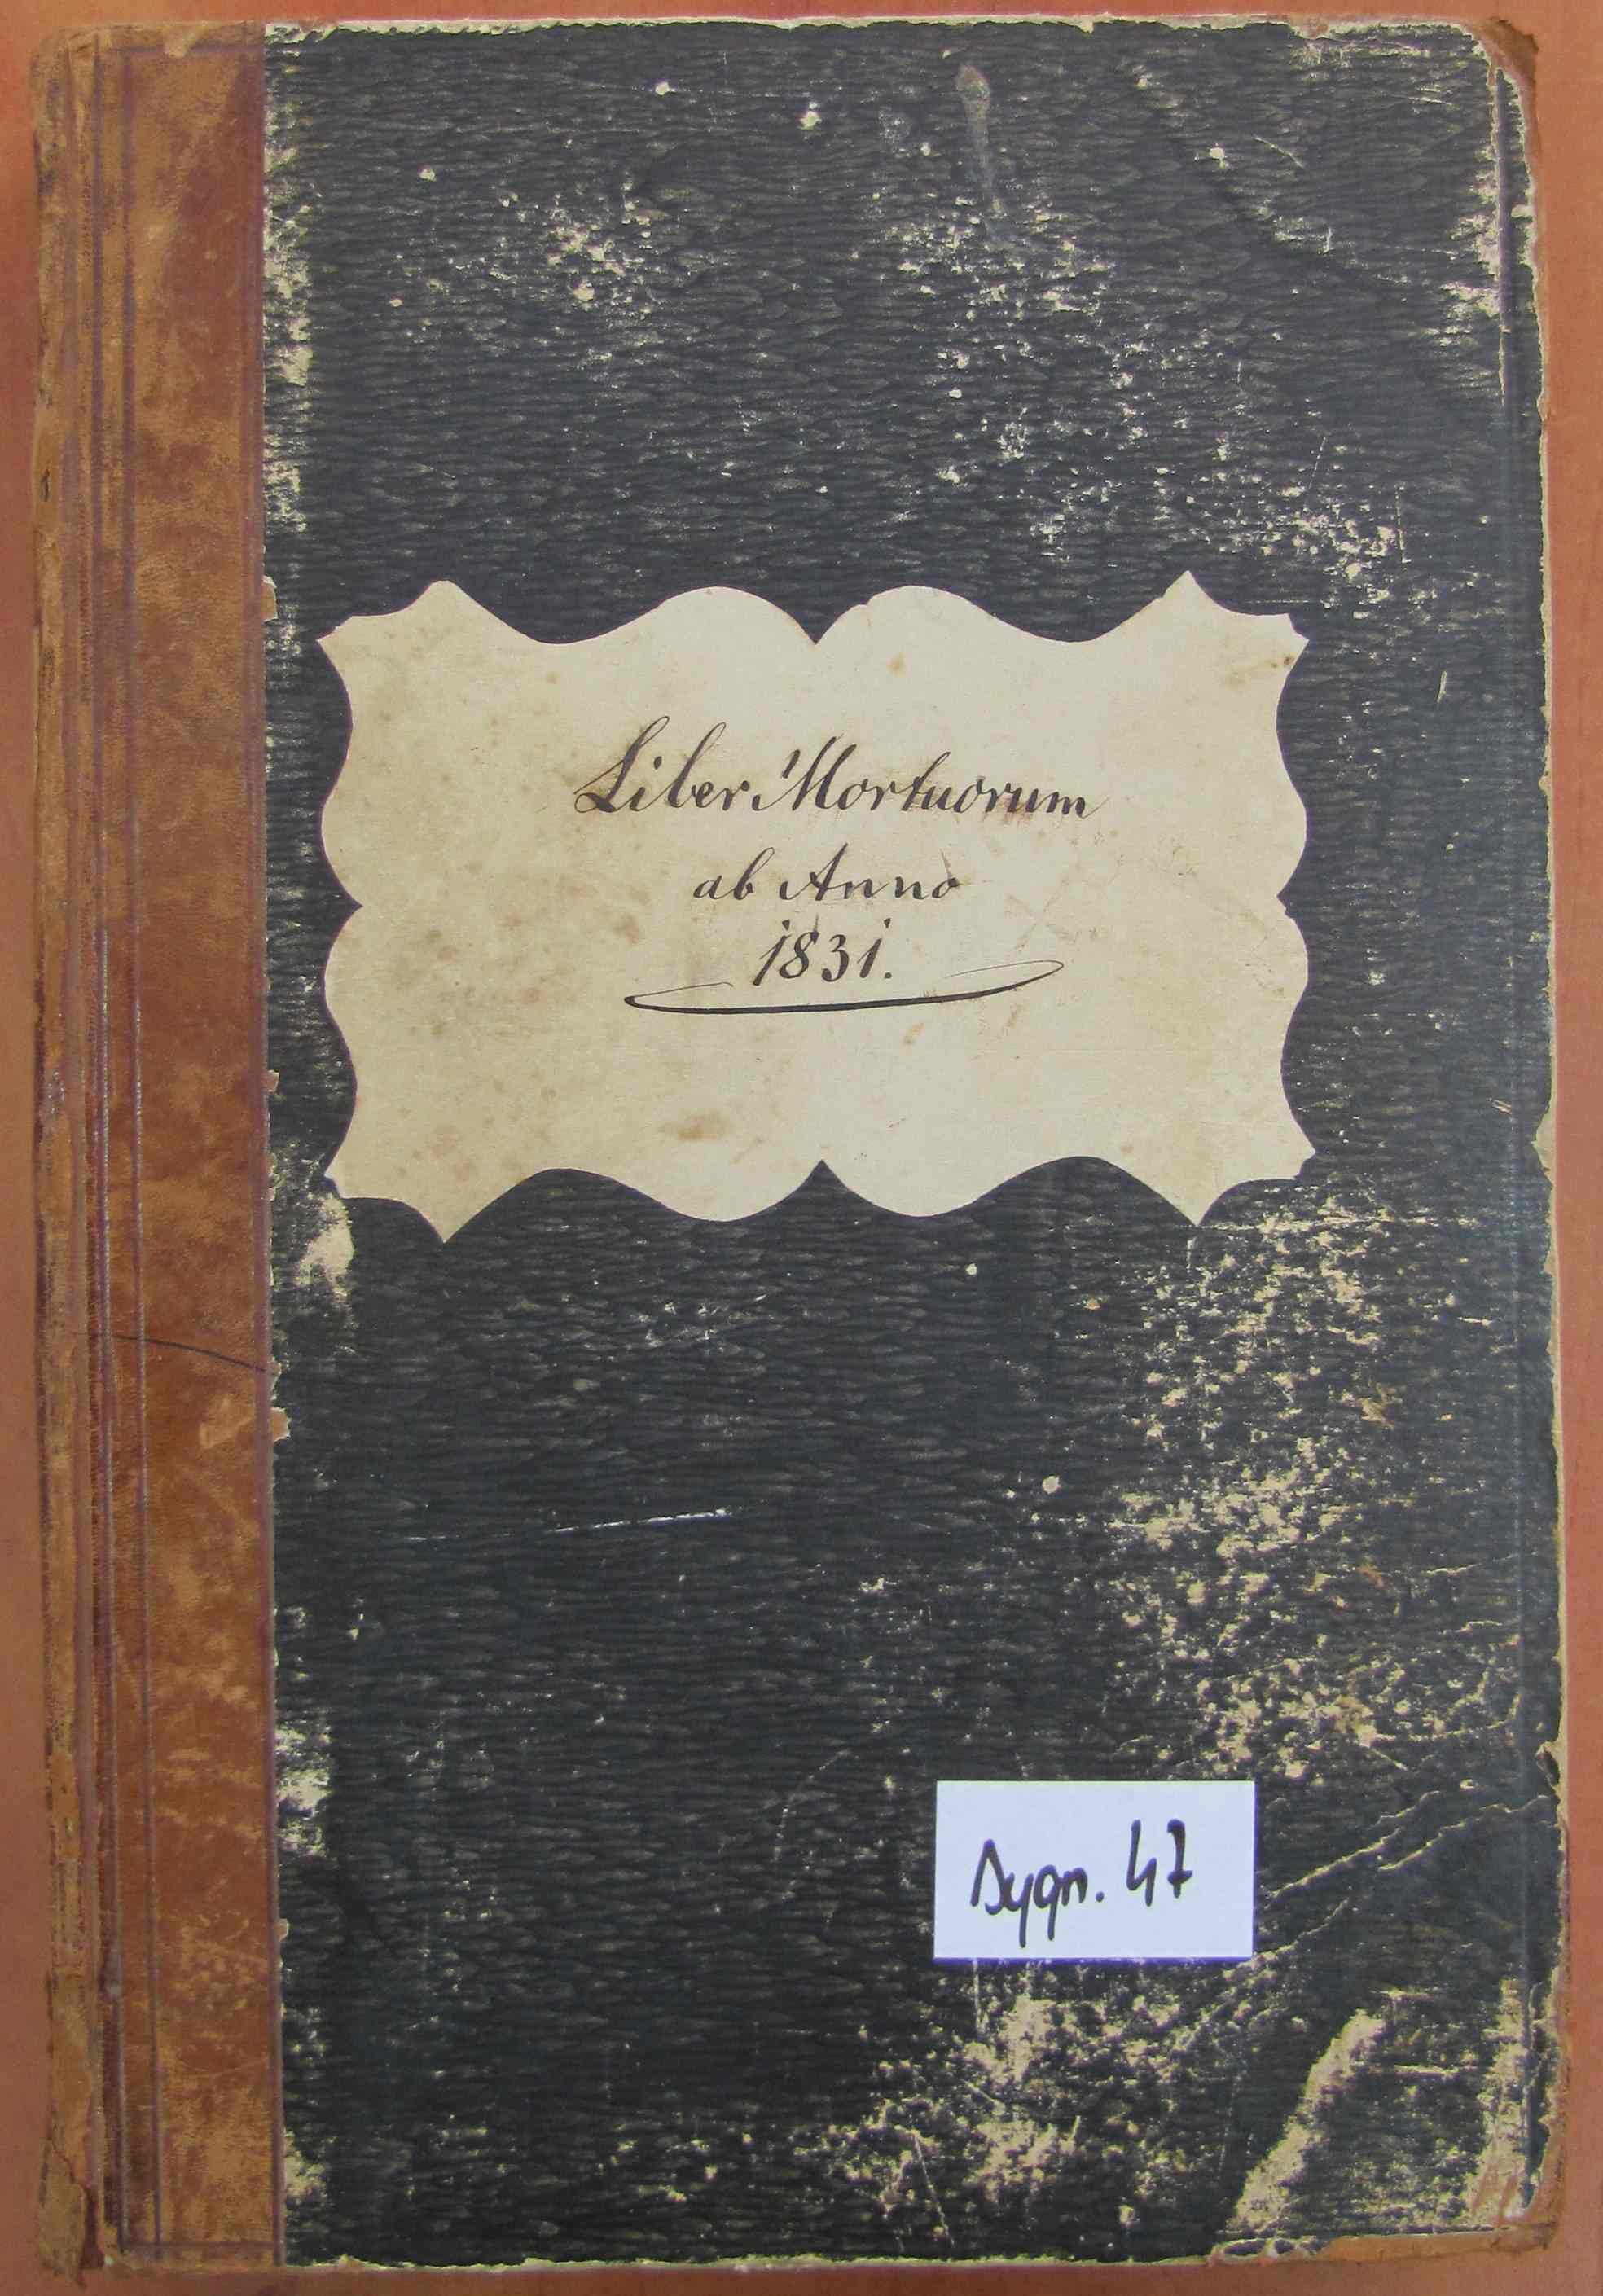 Liber Mortuorum
ab Anno
1831.
Sygn. 47